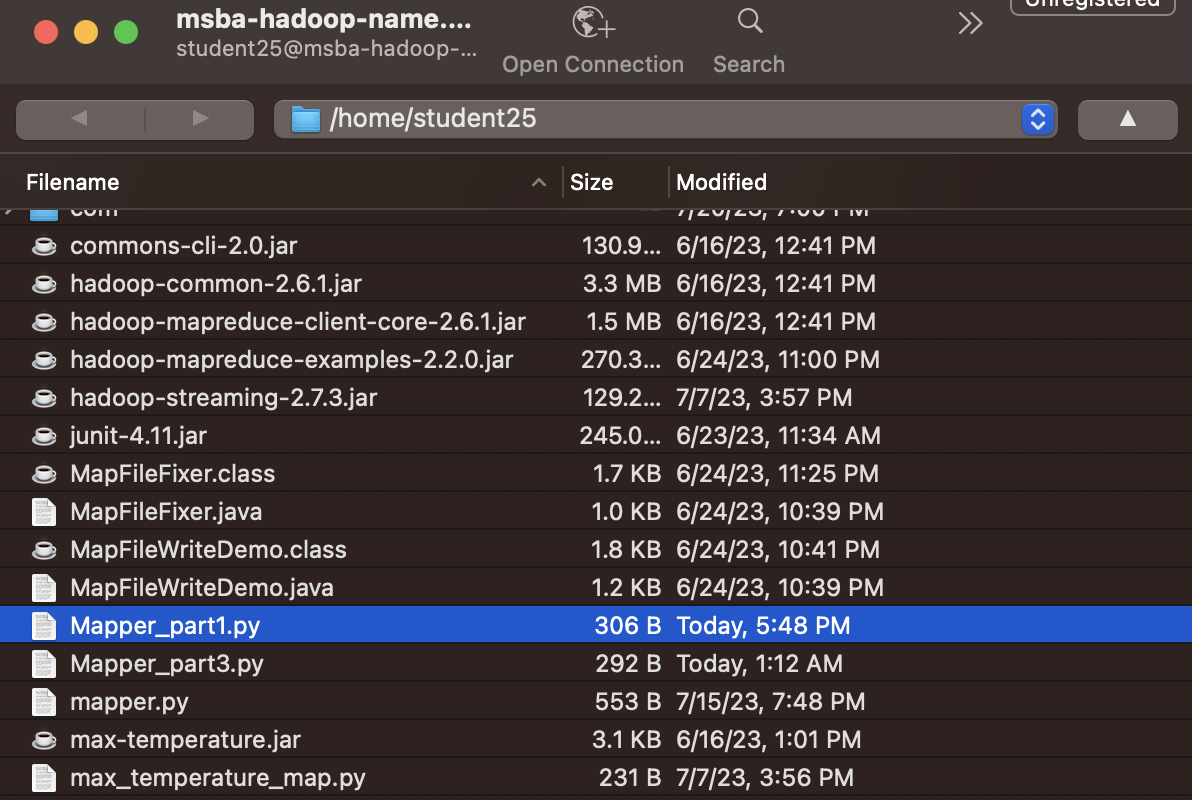 msba-hadoop-name....
student25@msba-hadoop-...
Open Connection
Search
Unregistered
/home/student25
Filename Size Modified
com -- 7/20/23, 7:00 PM
commons-cli-2.0.jar 130.9... 6/16/23, 12:41 PM
hadoop-common-2.6.1.jar 3.3 MB 6/16/23, 12:41 PM
hadoop-mapreduce-client-core-2.6.1.jar 1.5 MB 6/16/23, 12:41 PM
hadoop-mapreduce-examples-2.2.0.jar 270.3... 6/24/23, 11:00 PM
hadoop-streaming-2.7.3.jar 129.2... 7/7/23, 3:57 PM
junit-4.11.jar 245.0... 6/23/23, 11:34 AM
MapFileFixer.class 1.7 KB 6/24/23, 11:25 PM
MapFileFixer.java 1.0 KB 6/24/23, 10:39 PM
MapFileWriteDemo.class 1.8 KB 6/24/23, 10:41 PM
MapFileWriteDemo.java 1.2 KB 6/24/23, 10:39 PM
Mapper_part1.py 306 B Today, 5:48 PM
Mapper_part3.py 292 B Today, 1:12 AM
mapper.py 553 B 7/15/23, 7:48 PM
max-temperature.jar 3.1 KB 6/16/23, 1:01 PM
max_temperature_map.py 231 B 7/7/23, 3:56 PM